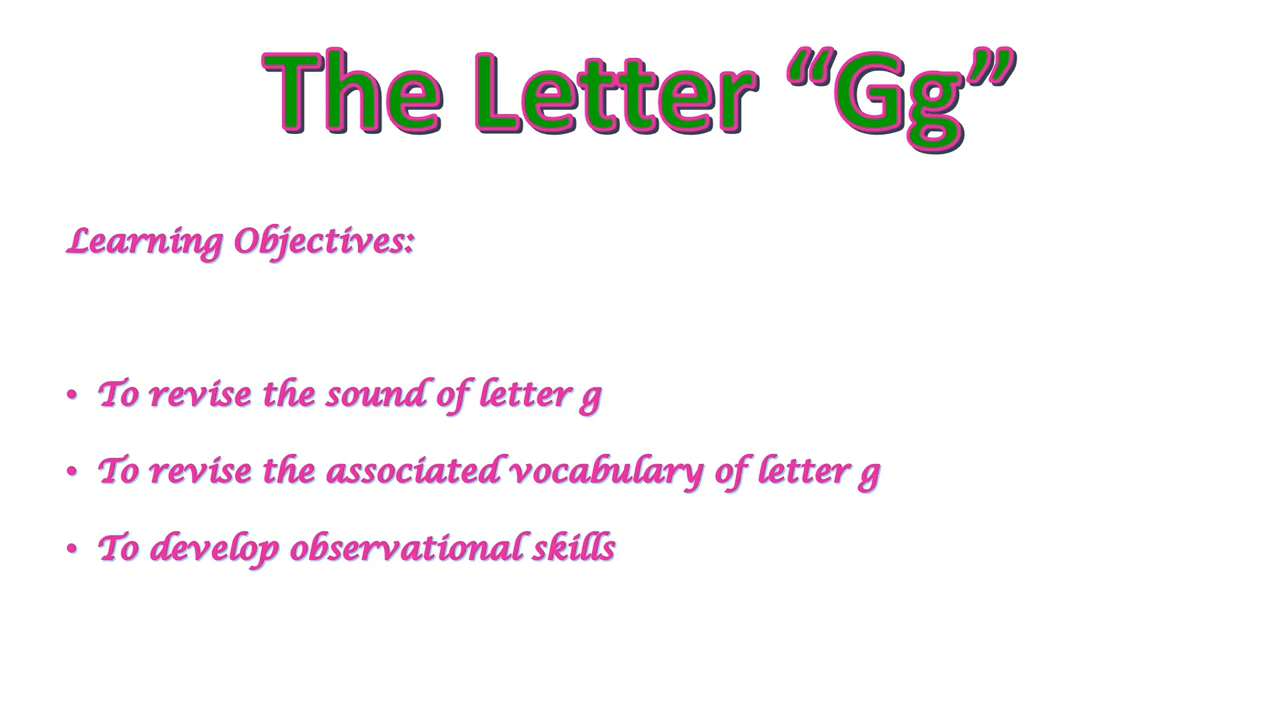 The Letter “Gg”
Learning Objectives:
• To revise the sound of letter g
• To revise the associated vocabulary of letter g
• To develop observational skills